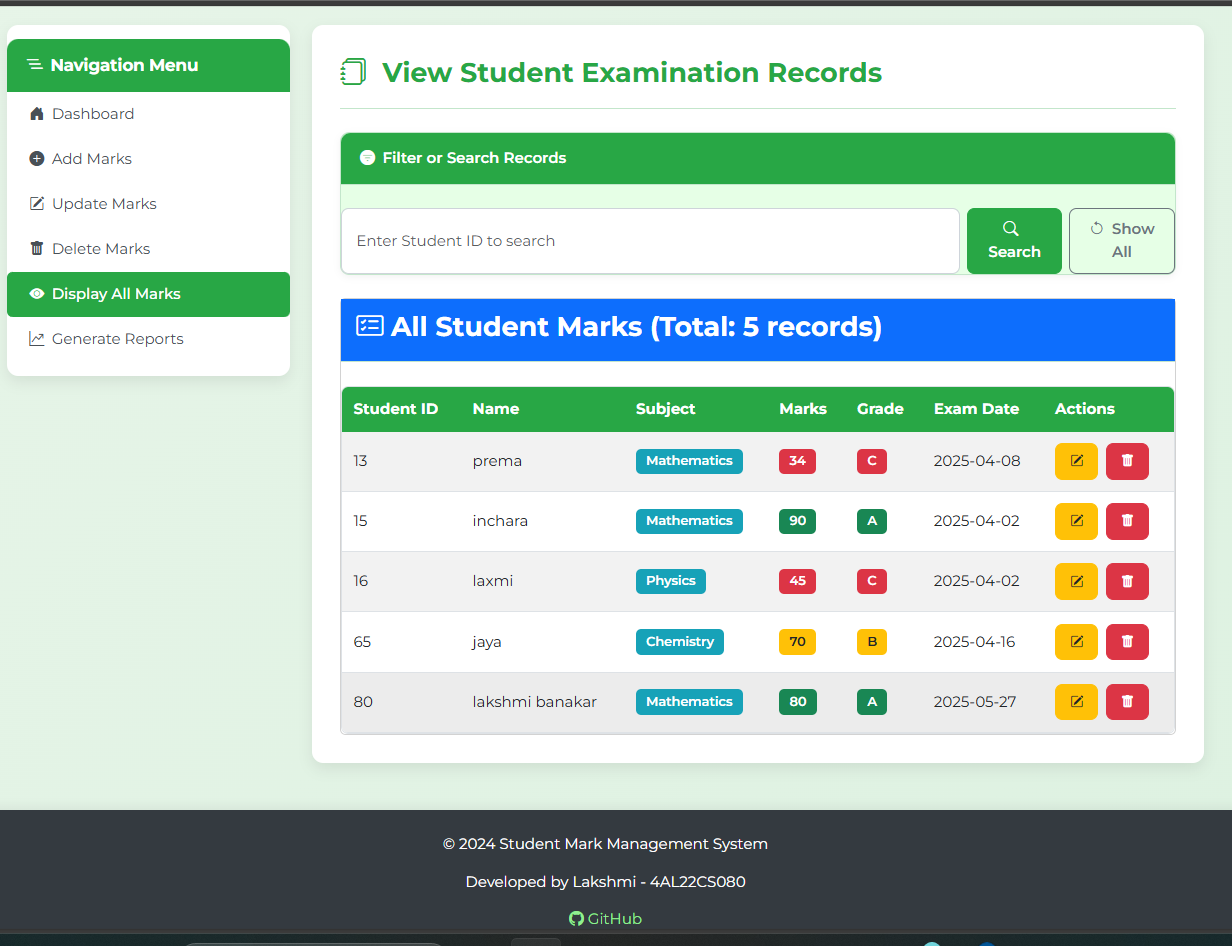 Navigation Menu
Dashboard
Add Marks
Update Marks
Delete Marks
Display All Marks
Generate Reports
View Student Examination Records
Filter or Search Records
Enter Student ID to search
Search
Show
All
All Student Marks (Total: 5 records)
Student ID Name Subject Marks Grade Exam Date Actions
13 prema Mathematics 34 C 2025-04-08
15 inchara Mathematics 90 A 2025-04-02
16 laxmi Physics 45 C 2025-04-02
65 jaya Chemistry 70 B 2025-04-16
80 lakshmi banakar Mathematics 80 A 2025-05-27
© 2024 Student Mark Management System
Developed by Lakshmi - 4AL22CS080
GitHub